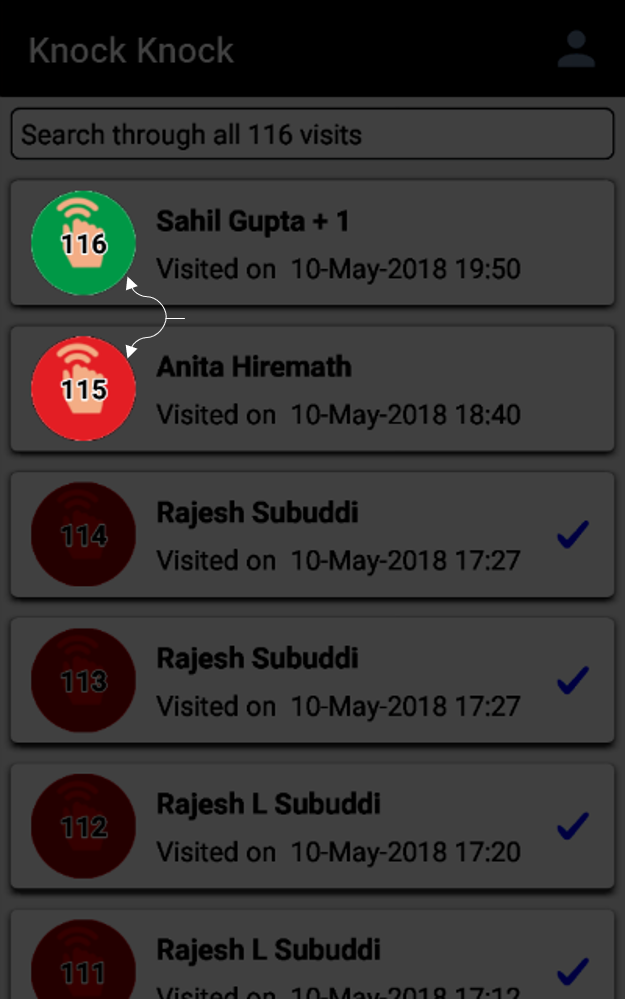 Knock Knock
Search through all 116 visits
116
Sahil Gupta + 1
Visited on 10-May-2018 19:50
115
Anita Hiremath
Visited on 10-May-2018 18:40
114
Rajesh Subuddi
Visited on 10-May-2018 17:27
113
Rajesh Subuddi
Visited on 10-May-2018 17:27
112
Rajesh L Subuddi
Visited on 10-May-2018 17:20
111
Rajesh L Subuddi
Visited on 10-May-2018 17:12